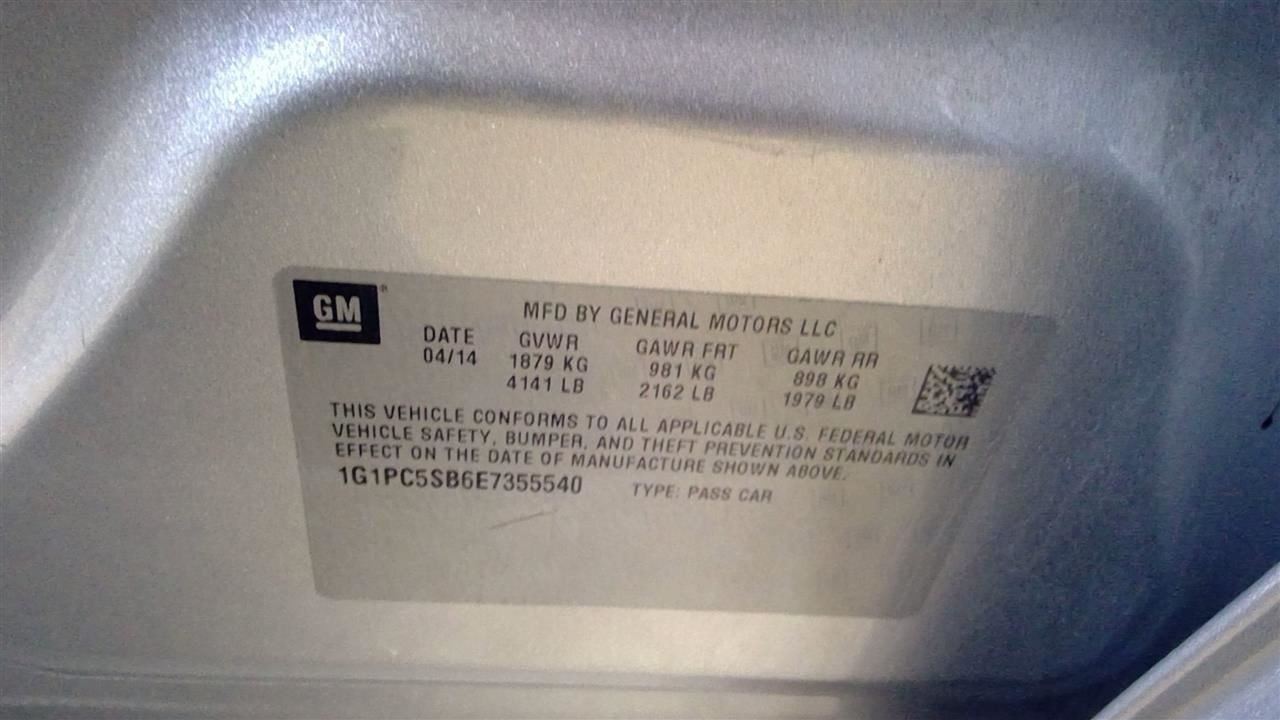 GM ®
MFD BY GENERAL MOTORS LLC
DATE GVWR GAWR FRT GAWR RR
04/14 1879 KG 981 KG 898 KG
4141 LB 2162 LB 1979 LB
THIS VEHICLE CONFORMS TO ALL APPLICABLE U.S. FEDERAL MOTOR
VEHICLE SAFETY, BUMPER, AND THEFT PREVENTION STANDARDS IN
EFFECT ON THE DATE OF MANUFACTURE SHOWN ABOVE.
1G1PC5SB6E7355540 TYPE: PASS CAR